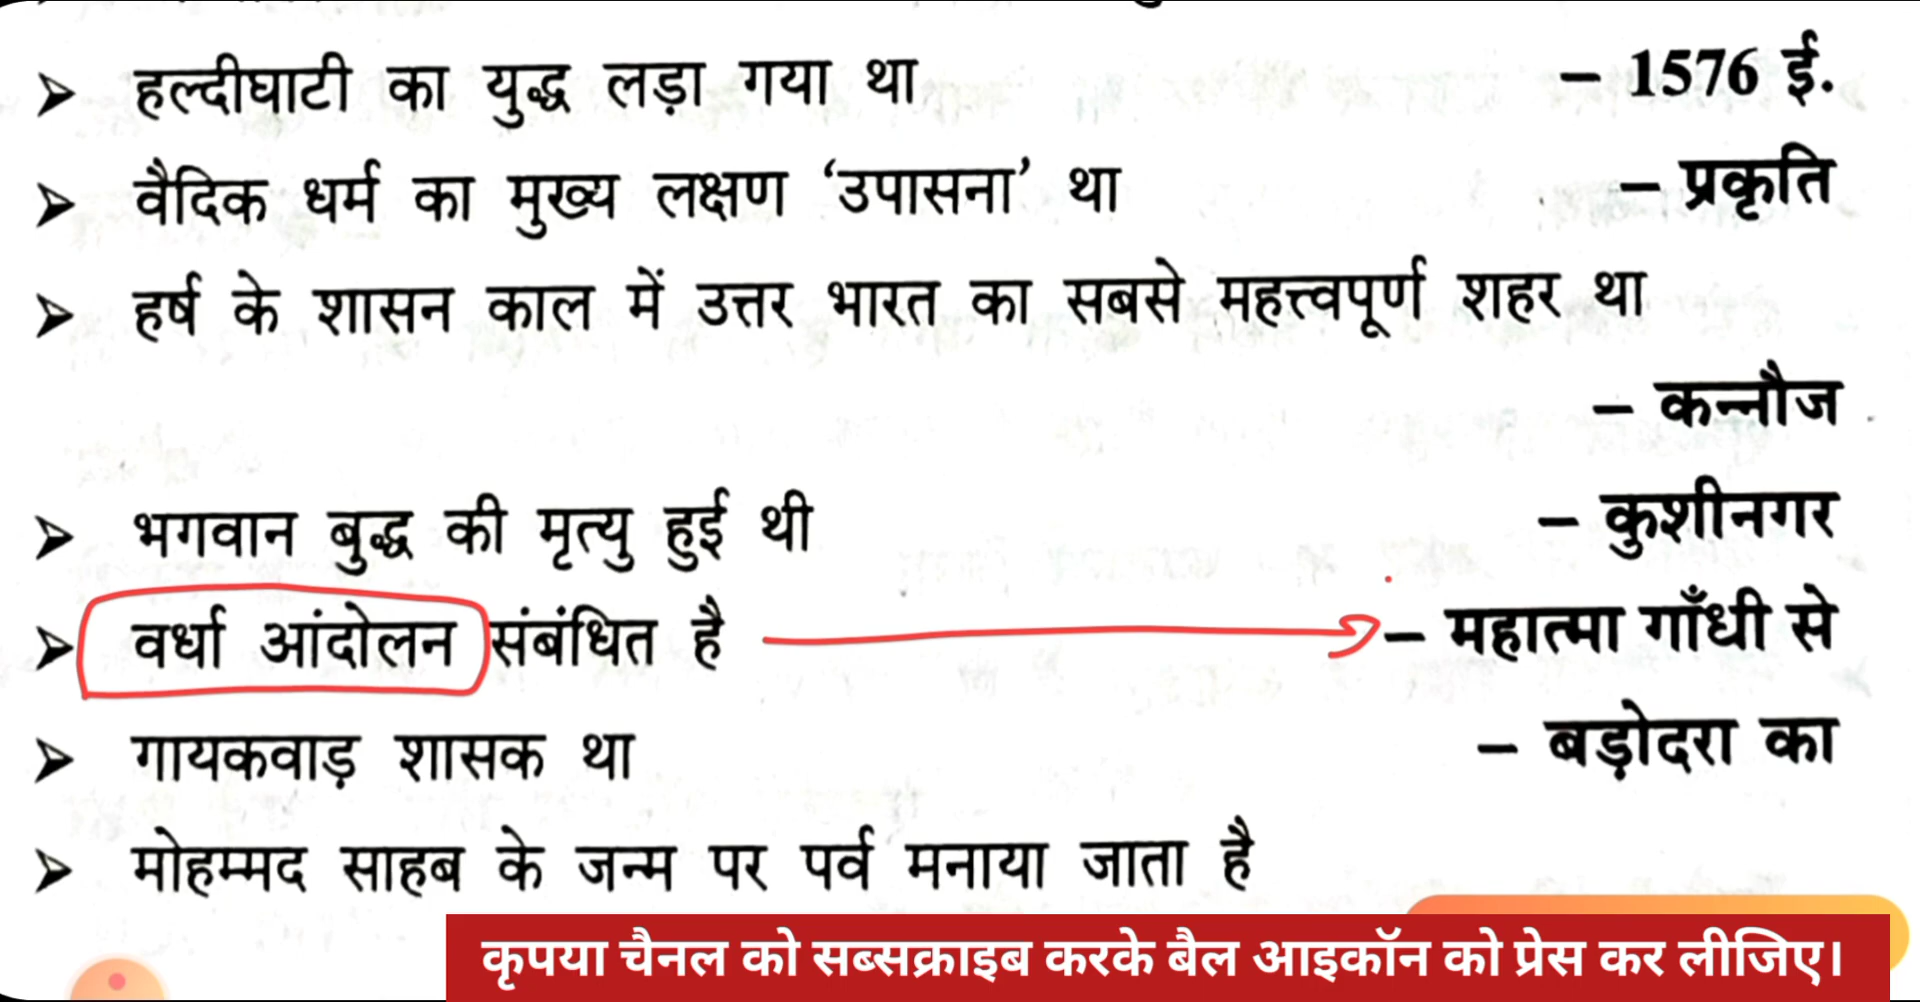 ➤ हल्दीघाटी का युद्ध लड़ा गया था – 1576 ई.
➤ वैदिक धर्म का मुख्य लक्षण ‘उपासना’ था – प्रकृति
➤ हर्ष के शासन काल में उत्तर भारत का सबसे महत्त्वपूर्ण शहर था
– कन्नौज
➤ भगवान बुद्ध की मृत्यु हुई थी – कुशीनगर
➤ वर्धा आंदोलन संबंधित है – महात्मा गाँधी से
➤ गायकवाड़ शासक था – बड़ोदरा का
➤ मोहम्मद साहब के जन्म पर पर्व मनाया जाता है
कृपया चैनल को सब्सक्राइब करके बैल आइकॉन को प्रेस कर लीजिए।